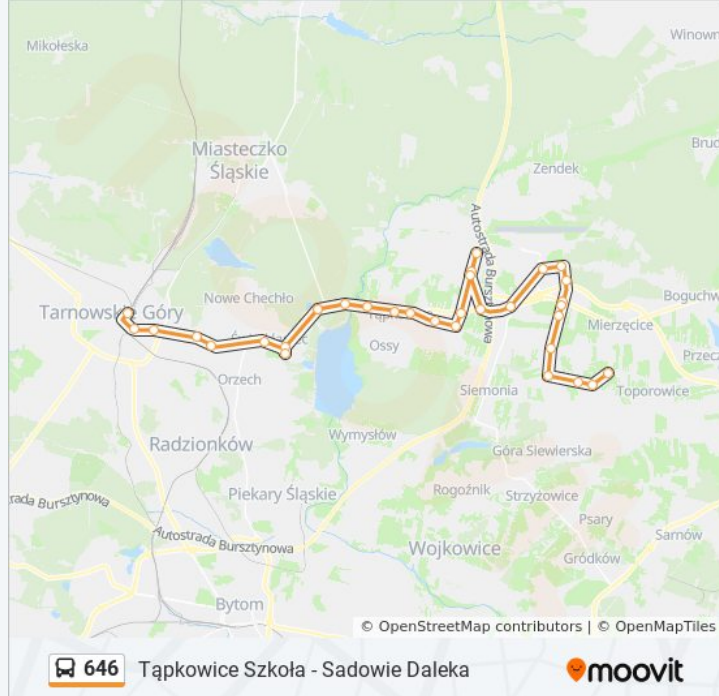 Mikołeska
Winown
Miasteczko
Śląskie
Bruc
Zendek
Autostrada Bursztynowa
Nowe Chechło
Tarnowskie Góry
Boguchw
Mierzęcice
Ossy
Przecz
Orzech
Siemonia
Toporowice
Wymysłów
Radzionków
Góra Siewierska
Rogoźnik
Strzyżowice
Piekary Śląskie
rada Bursztynowa
Psary
Autostrada Bursztynowa
Sarnów
Wojkowice
Gródków
Bytom
© OpenStreetMap contributors | © OpenMapTiles
646 Tąpkowice Szkoła - Sadowie Daleka
moovit